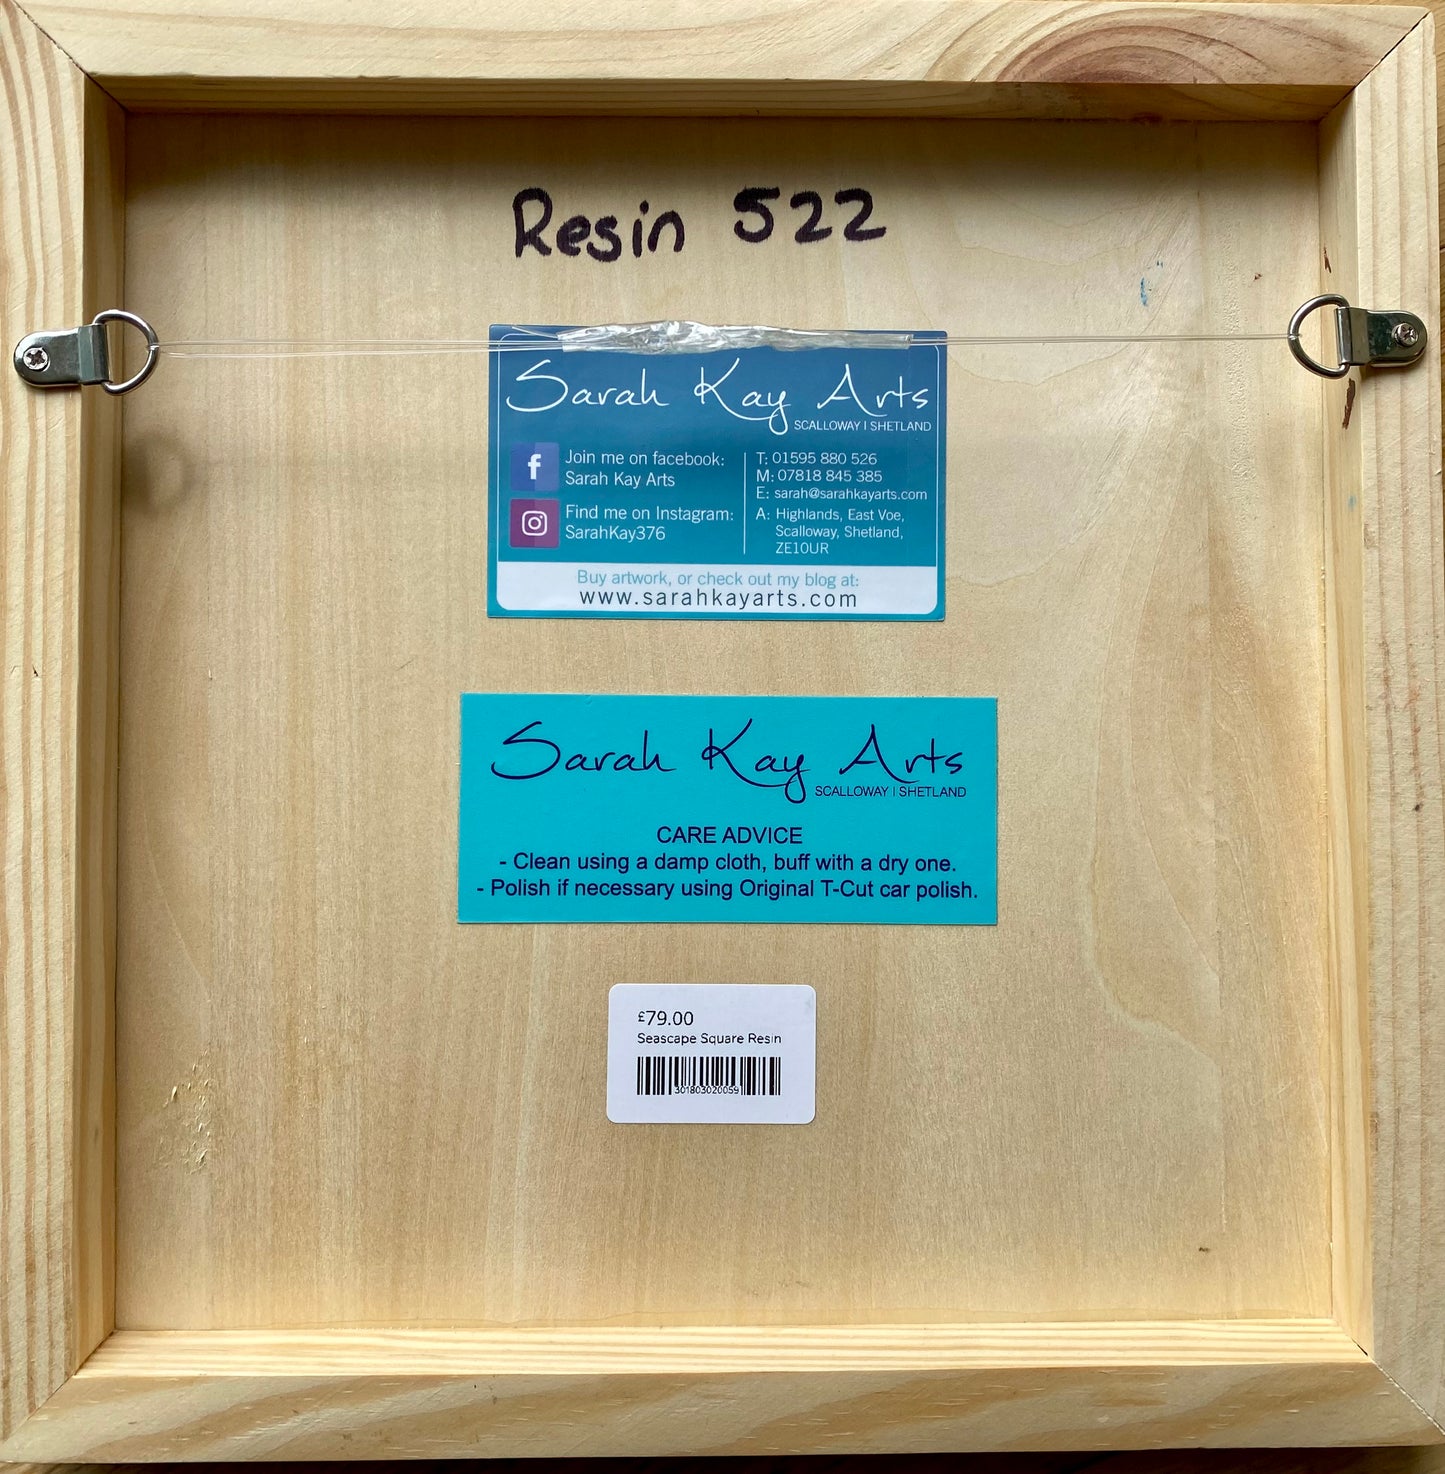 Resin 522
Sarah Kay Arts
SCALLOWAY | SHETLAND
Join me on facebook:
Sarah Kay Arts
Find me on Instagram:
SarahKay376
T: 01595 880 526
M: 07818 845 385
E: sarah@sarahkayarts.com
A: Highlands, East Voe,
Scalloway, Shetland,
ZE10UR
Buy artwork, or check out my blog at:
www.sarahkayarts.com
Sarah Kay Arts
SCALLOWAY | SHETLAND
CARE ADVICE
- Clean using a damp cloth, buff with a dry one.
- Polish if necessary using Original T-Cut car polish.
£79.00
Seascape Square Resin
301803020059